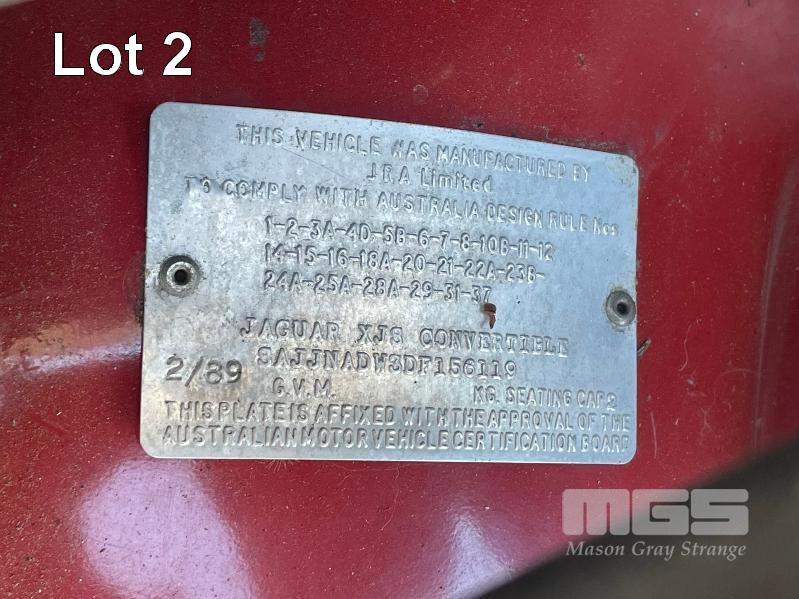 Lot 2
THIS VEHICLE WAS MANUFACTURED BY
J.R.A Limited
TO COMPLY WITH AUSTRALIA DESIGN RULE Nos
1-2-3A-4D-5B-6-7-8-10B-11-12
14-15-16-18A-20-21-22A-23B-
24A-25A-28A-29-31-37
JAGUAR XJS CONVERTIBLE
SAJJNADW3DF156119
2/89
G.V.M. KG. SEATING CAP 2
THIS PLATE IS AFFIXED WITH THE APPROVAL OF THE
AUSTRALIAN MOTOR VEHICLE CERTIFICATION BOARD
MGS
Mason Gray Strange